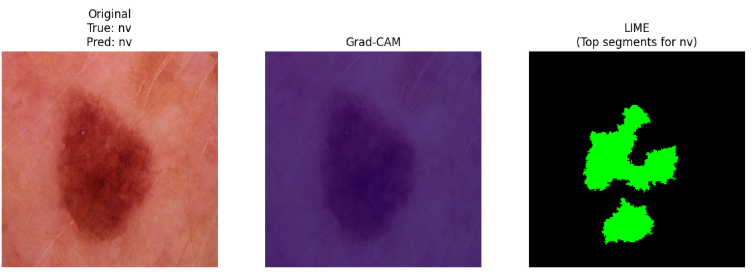 Original
True: nv
Pred: nv
Grad-CAM
LIME
(Top segments for nv)